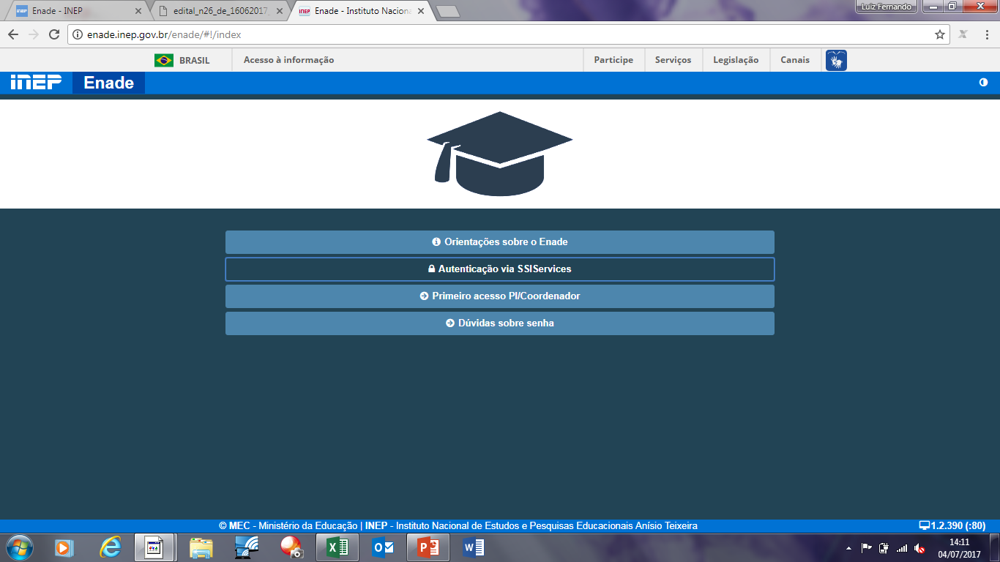 Enade - INEP
edital_n26_de_16062017
Enade - Instituto Naciona
Luiz Fernando
enade.inep.gov.br/enade/#!/index
BRASIL
Acesso à informação
Participe
Serviços
Legislação
Canais
INEP Enade
Orientações sobre o Enade
Autenticação via SSIServices
Primeiro acesso PI/Coordenador
Dúvidas sobre senha
© MEC - Ministério da Educação | INEP - Instituto Nacional de Estudos e Pesquisas Educacionais Anísio Teixeira
1.2.390 (:80)
14:11
04/07/2017